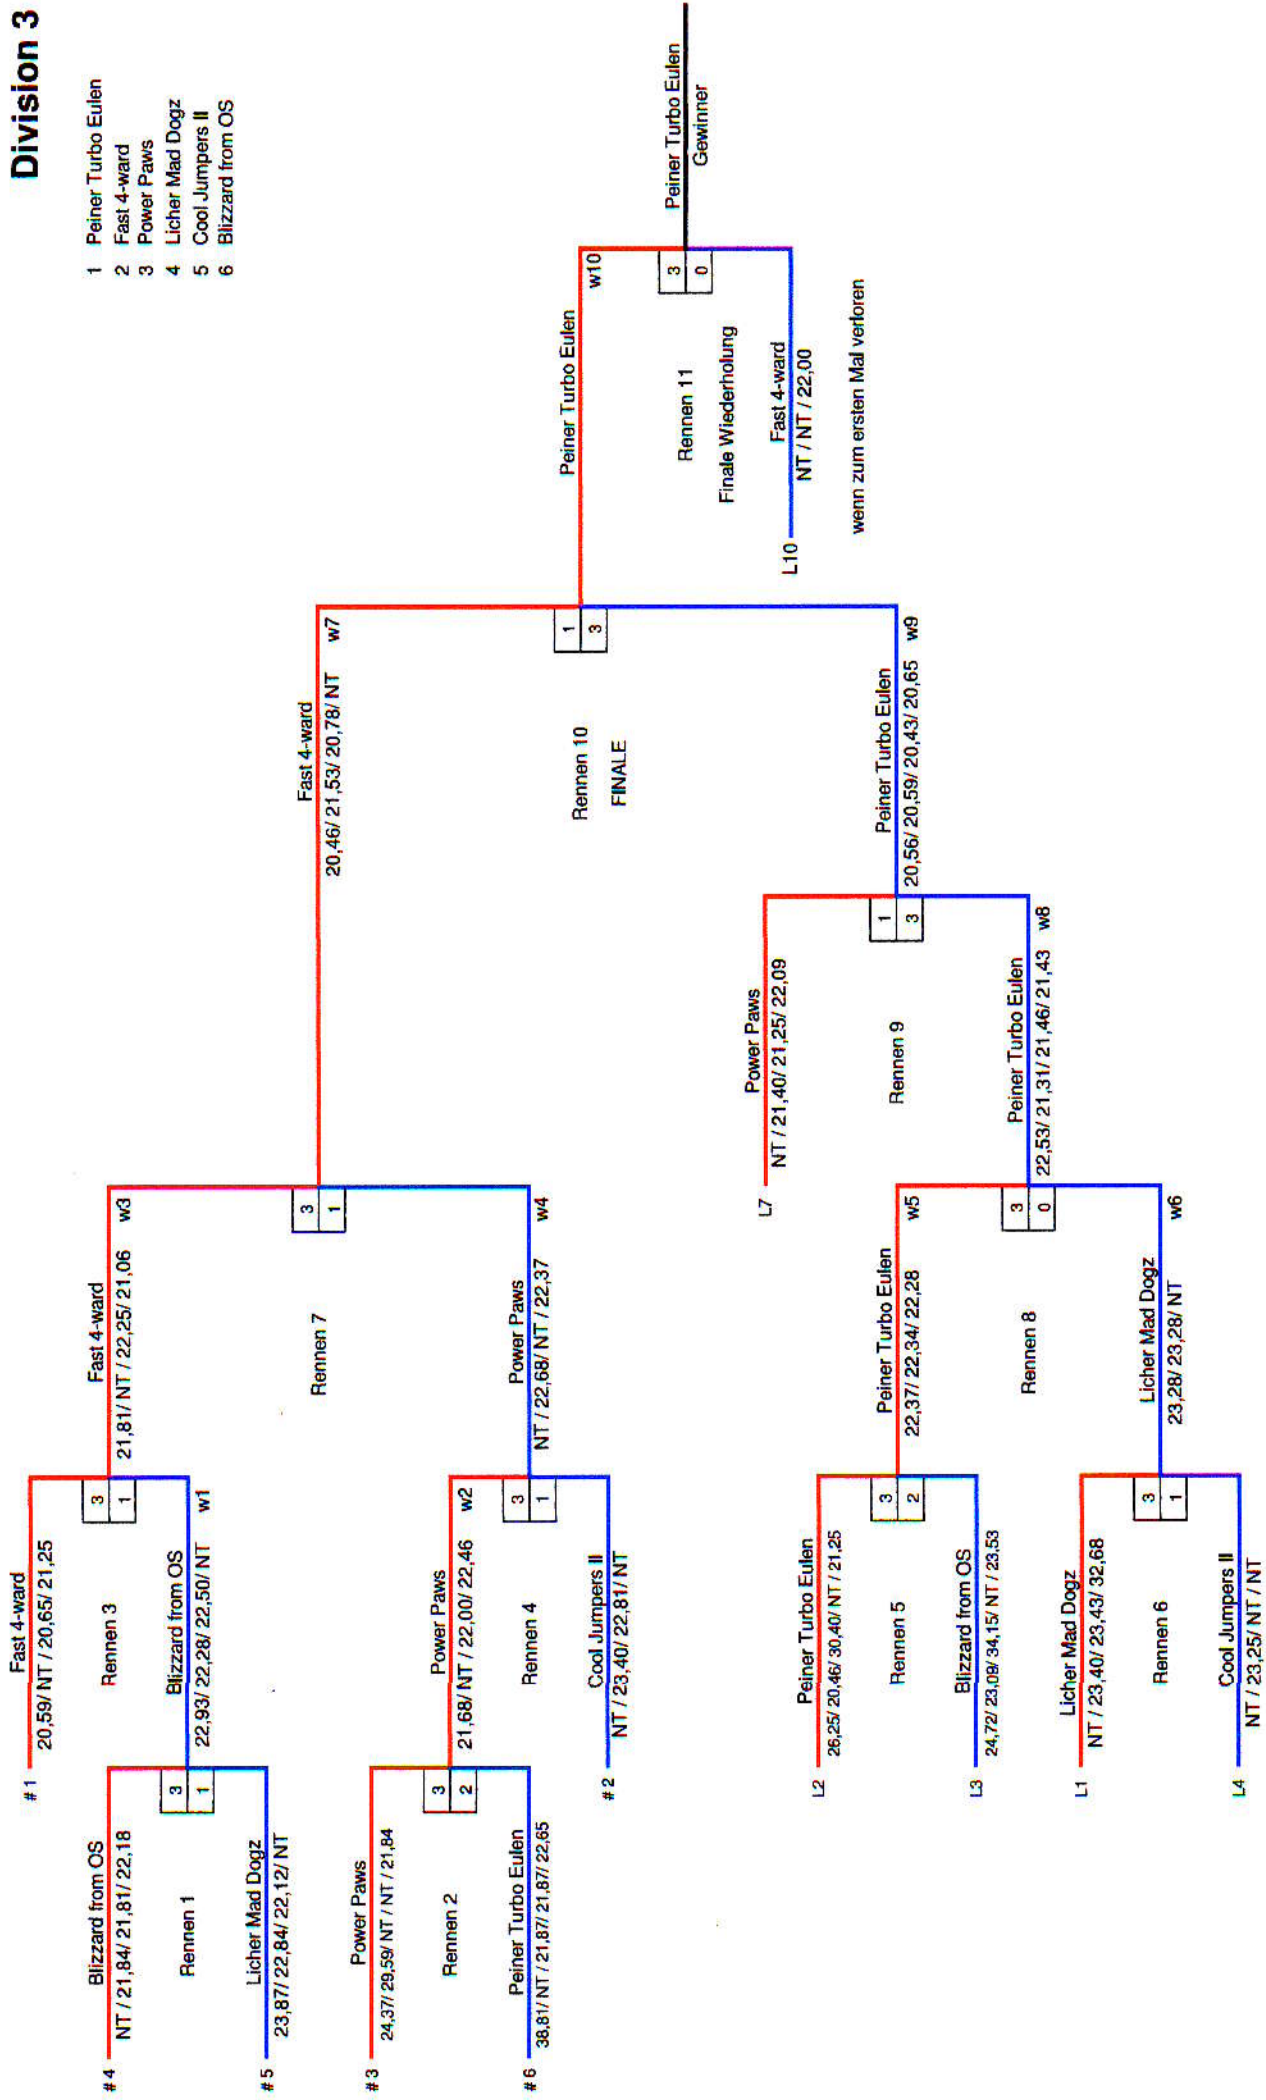 Division 3
1 Peiner Turbo Eulen
2 Fast 4-ward
3 Power Paws
4 Licher Mad Dogz
5 Cool Jumpers II
6 Blizzard from OS
# 4
Blizzard from OS
NT / 21,84/ 21,81/ 22,18
Rennen 1
3
1
# 5
Licher Mad Dogz
23,87/ 22,84/ 22,12/ NT
# 3
Power Paws
24,37/ 29,59/ NT / NT / 21,84
Rennen 2
3
2
# 6
Peiner Turbo Eulen
38,81/ NT / 21,87/ 21,87/ 22,65
# 1
Fast 4-ward
20,59/ NT / 20,65/ 21,25
Rennen 3
3
1
Blizzard from OS
22,93/ 22,28/ 22,50/ NT
w1
Power Paws
21,68/ NT / 22,00/ 22,46
w2
Rennen 4
3
1
# 2
Cool Jumpers II
NT / 23,40/ 22,81/ NT
L2
Peiner Turbo Eulen
26,25/ 20,46/ 30,40/ NT / 21,25
Rennen 5
3
2
L3
Blizzard from OS
24,72/ 23,09/ 34,15/ NT / 23,53
L1
Licher Mad Dogz
NT / 23,40/ 23,43/ 32,68
Rennen 6
3
1
L4
Cool Jumpers II
NT / 23,25/ NT / NT
Fast 4-ward
21,81/ NT / 22,25/ 21,06
w3
Rennen 7
3
1
Power Paws
NT / 22,68/ NT / 22,37
w4
Peiner Turbo Eulen
22,37/ 22,34/ 22,28
w5
Rennen 8
3
0
Licher Mad Dogz
23,28/ 23,28/ NT
w6
L7
Power Paws
NT / 21,40/ 21,25/ 22,09
Rennen 9
1
3
Peiner Turbo Eulen
22,53/ 21,31/ 21,46/ 21,43
w8
Fast 4-ward
20,46/ 21,53/ 20,78/ NT
w7
Rennen 10
FINALE
1
3
Peiner Turbo Eulen
20,56/ 20,59/ 20,43/ 20,65
w9
Peiner Turbo Eulen
w10
Rennen 11
Finale Wiederholung
3
0
L10
Fast 4-ward
NT / NT / 22,00
wenn zum ersten Mal verloren
Peiner Turbo Eulen
Gewinner